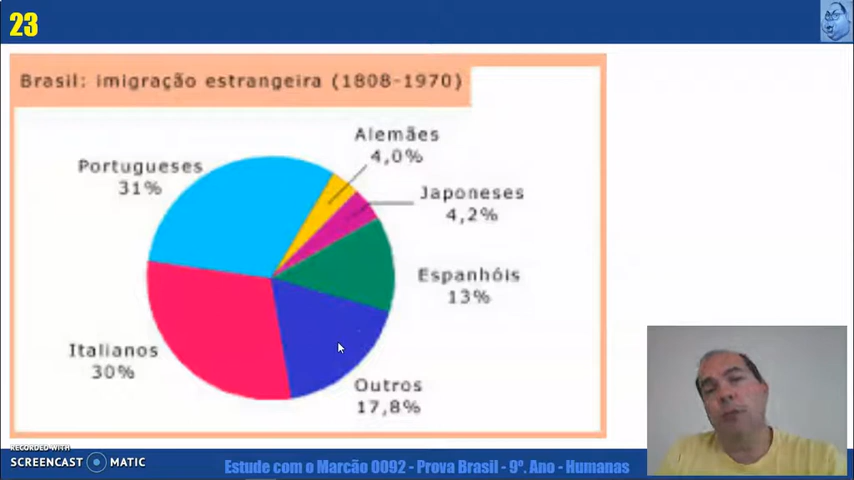 23
Brasil: imigração estrangeira (1808-1970)
Alemães
4,0%
Portugueses
31%
Japoneses
4,2%
Espanhóis
13%
Italianos
30%
Outros
17,8%
RECORDED WITH
SCREENCAST MATIC
Estude com o Marcão 0092 - Prova Brasil - 9º. Ano - Humanas